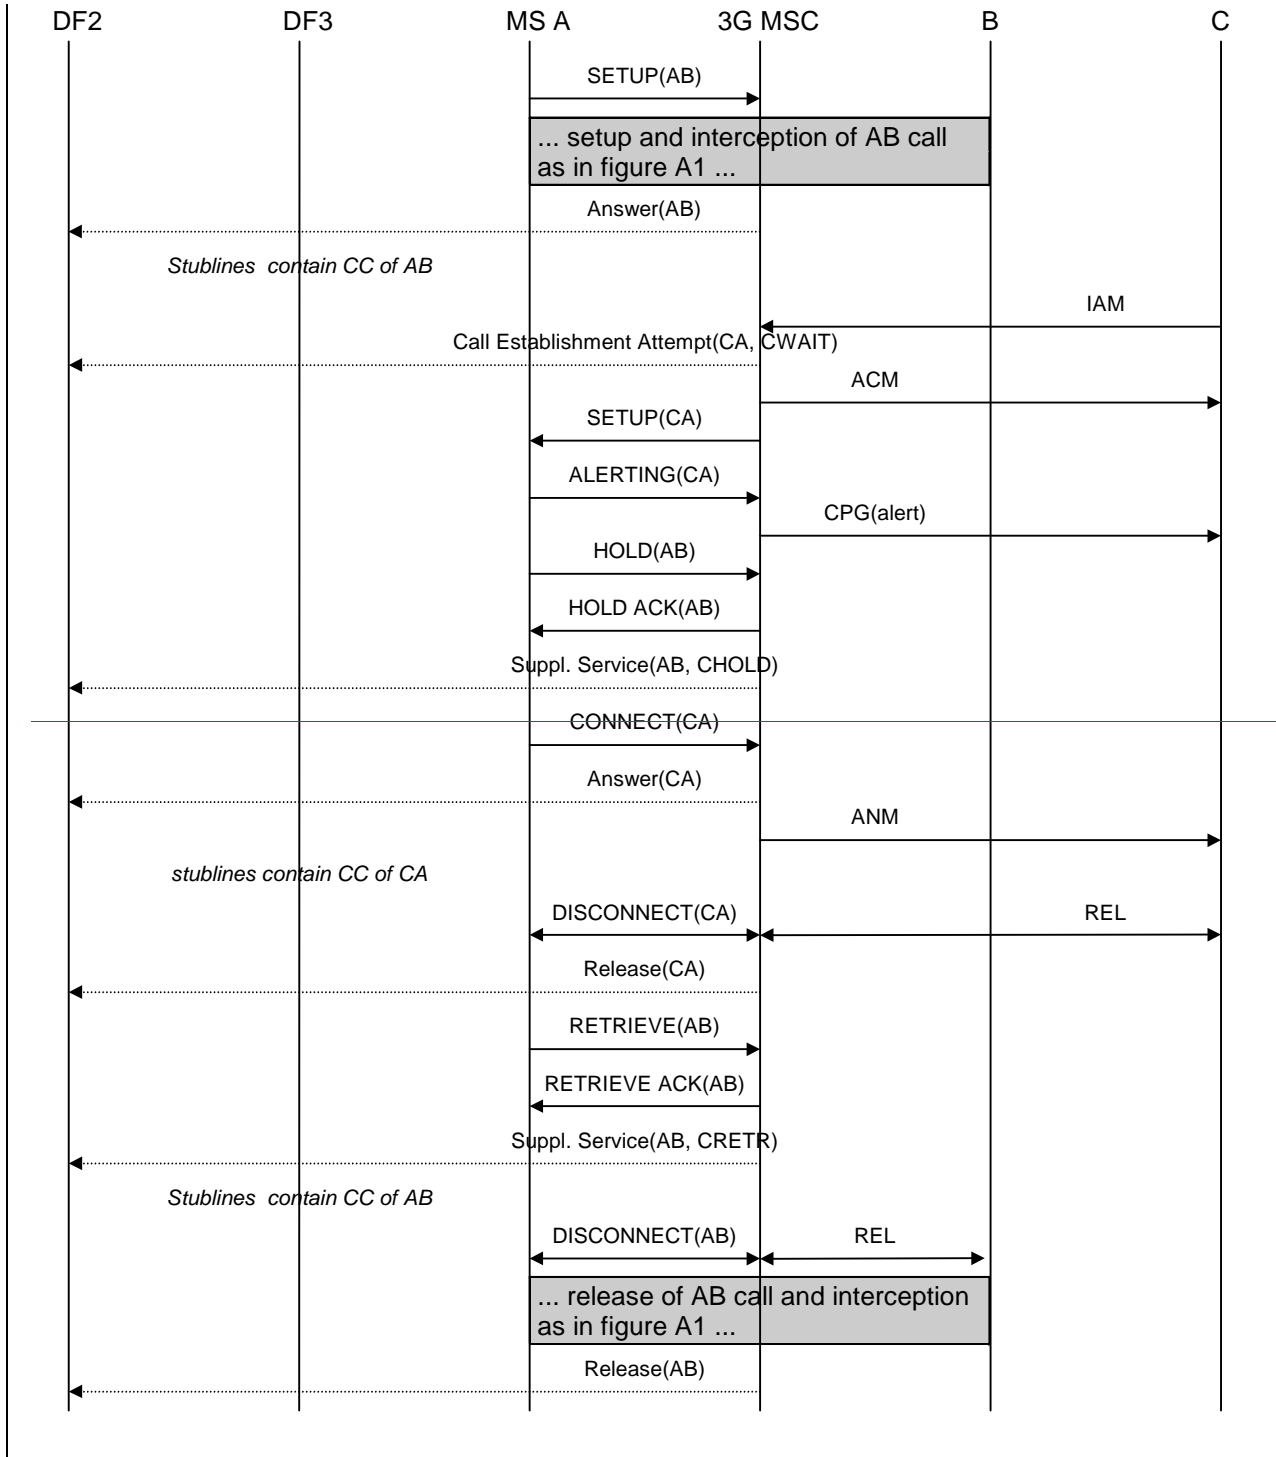 DF2 DF3 MS A 3G MSC B C
SETUP(AB)
... setup and interception of AB call
as in figure A1 ...
Answer(AB)
Stublines contain CC of AB
IAM
Call Establishment Attempt(CA, CWAIT)
ACM
SETUP(CA)
ALERTING(CA)
CPG(alert)
HOLD(AB)
HOLD ACK(AB)
Suppl. Service(AB, CHOLD)
CONNECT(CA)
Answer(CA)
ANM
stublines contain CC of CA
DISCONNECT(CA) REL
Release(CA)
RETRIEVE(AB)
RETRIEVE ACK(AB)
Suppl. Service(AB, CRETR)
Stublines contain CC of AB
DISCONNECT(AB) REL
... release of AB call and interception
as in figure A1 ...
Release(AB)